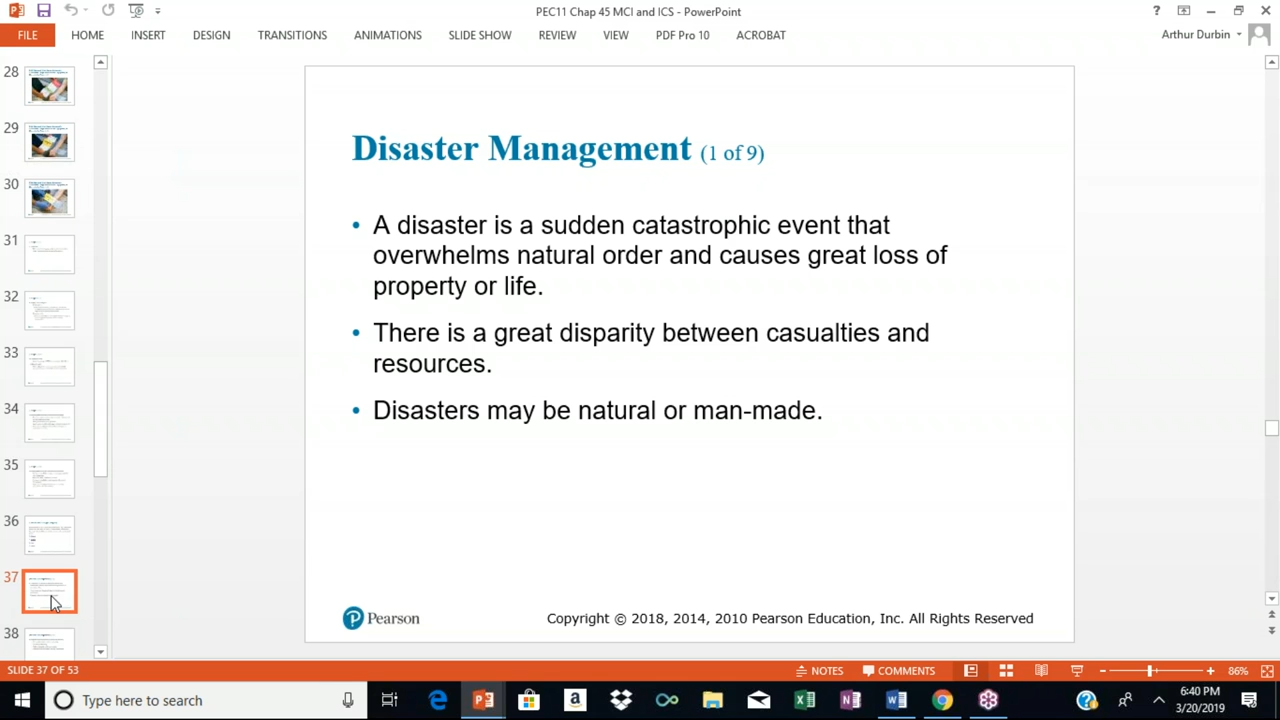 PEC11 Chap 45 MCI and ICS - PowerPoint
?
FILE HOME INSERT DESIGN TRANSITIONS ANIMATIONS SLIDE SHOW REVIEW VIEW PDF Pro 10 ACROBAT
Arthur Durbin
28
29
30
31
32
33
34
35
36
37
38
Disaster Management (1 of 9)
• A disaster is a sudden catastrophic event that
overwhelms natural order and causes great loss of
property or life.
• There is a great disparity between casualties and
resources.
• Disasters may be natural or man-made.
Pearson
Copyright © 2018, 2014, 2010 Pearson Education, Inc. All Rights Reserved
SLIDE 37 OF 53
NOTES COMMENTS 86%
Type here to search
6:40 PM
3/20/2019